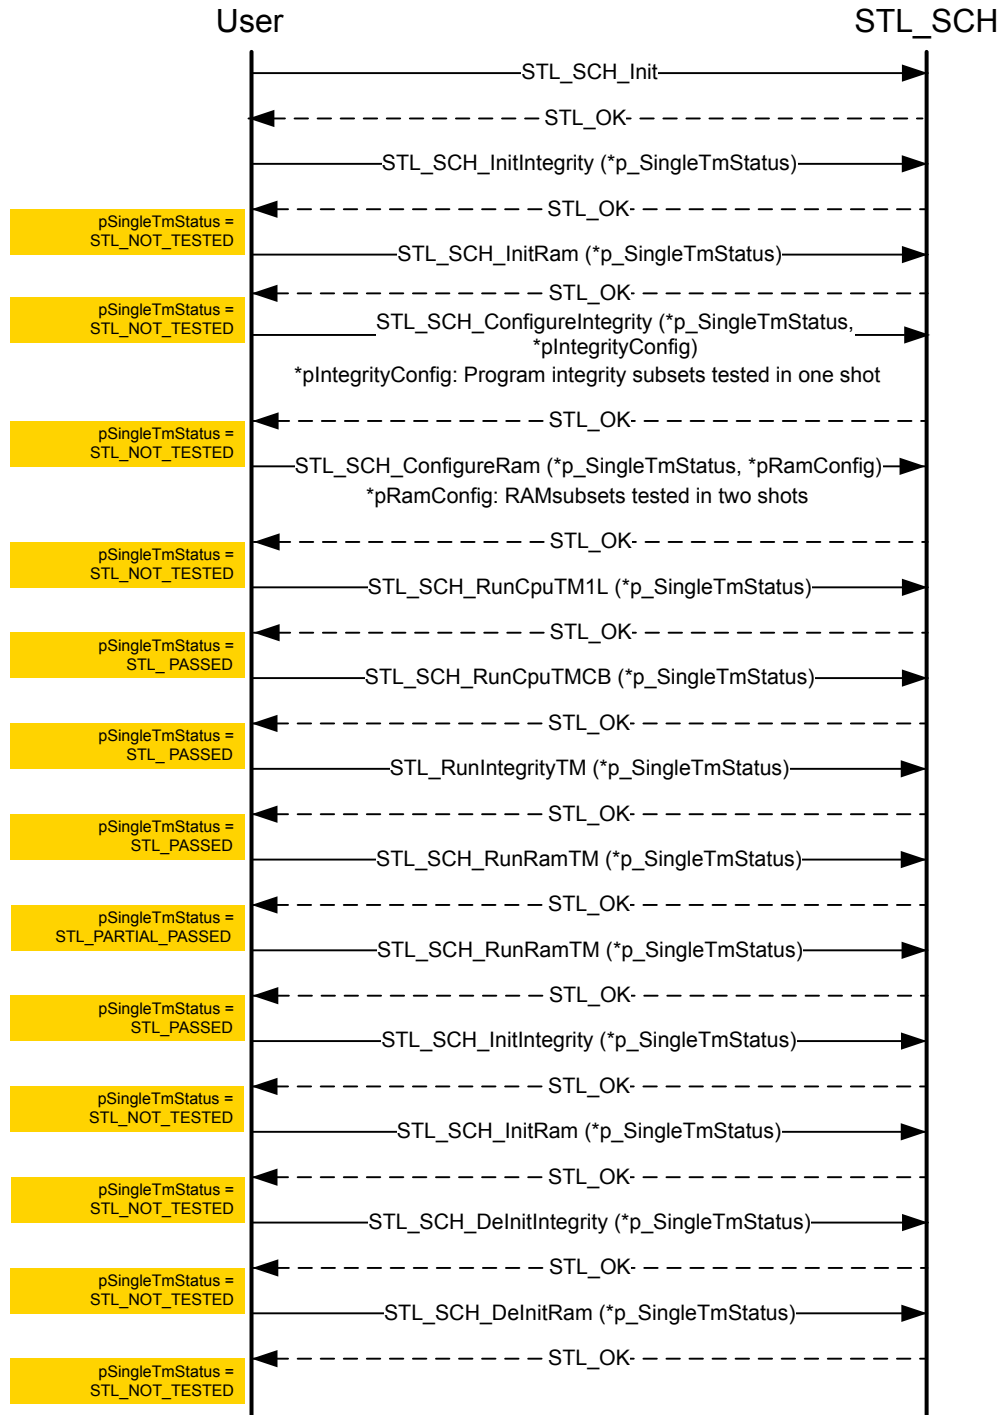 User
STL_SCH
STL_SCH_Init
STL_OK
STL_SCH_InitIntegrity (*p_SingleTmStatus)
STL_OK
pSingleTmStatus =
STL_NOT_TESTED
STL_SCH_InitRam (*p_SingleTmStatus)
STL_OK
pSingleTmStatus =
STL_NOT_TESTED
STL_SCH_ConfigureIntegrity (*p_SingleTmStatus,
*pIntegrityConfig)
*pIntegrityConfig: Program integrity subsets tested in one shot
STL_OK
pSingleTmStatus =
STL_NOT_TESTED
STL_SCH_ConfigureRam (*p_SingleTmStatus, *pRamConfig)
*pRamConfig: RAMsubsets tested in two shots
STL_OK
pSingleTmStatus =
STL_NOT_TESTED
STL_SCH_RunCpuTM1L (*p_SingleTmStatus)
STL_OK
pSingleTmStatus =
STL_ PASSED
STL_SCH_RunCpuTMCB (*p_SingleTmStatus)
STL_OK
pSingleTmStatus =
STL_ PASSED
STL_RunIntegrityTM (*p_SingleTmStatus)
STL_OK
pSingleTmStatus =
STL_PASSED
STL_SCH_RunRamTM (*p_SingleTmStatus)
STL_OK
pSingleTmStatus =
STL_PARTIAL_PASSED
STL_SCH_RunRamTM (*p_SingleTmStatus)
STL_OK
pSingleTmStatus =
STL_PASSED
STL_SCH_InitIntegrity (*p_SingleTmStatus)
STL_OK
pSingleTmStatus =
STL_NOT_TESTED
STL_SCH_InitRam (*p_SingleTmStatus)
STL_OK
pSingleTmStatus =
STL_NOT_TESTED
STL_SCH_DeInitIntegrity (*p_SingleTmStatus)
STL_OK
pSingleTmStatus =
STL_NOT_TESTED
STL_SCH_DeInitRam (*p_SingleTmStatus)
STL_OK
pSingleTmStatus =
STL_NOT_TESTED